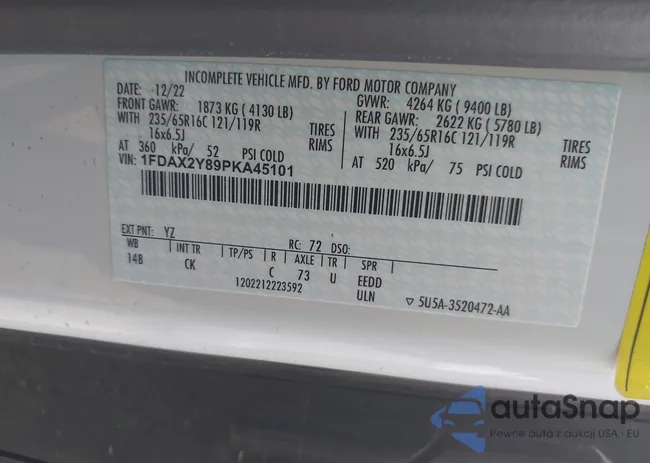 INCOMPLETE VEHICLE MFD. BY FORD MOTOR COMPANY
DATE: 12/22 GVWR: 4264 KG ( 9400 LB)
FRONT GAWR: 1873 KG ( 4130 LB) REAR GAWR: 2622 KG ( 5780 LB)
WITH 235/65R16C 121/119R TIRES WITH 235/65R16C 121/119R TIRES
16x6.5J RIMS 16x6.5J RIMS
AT 360 kPa/ 52 PSI COLD AT 520 kPa/ 75 PSI COLD
VIN: 1FDAX2Y89PKA45101
EXT PNT: YZ RC: 72 DSO:
WB INT TR TP/PS R AXLE TR SPR
148 CK C 73 U EEDD
1202212223592 ULN ▽ 5U5A-3520472-AA
autaSnap
Pewne auta z aukcji USA i EU